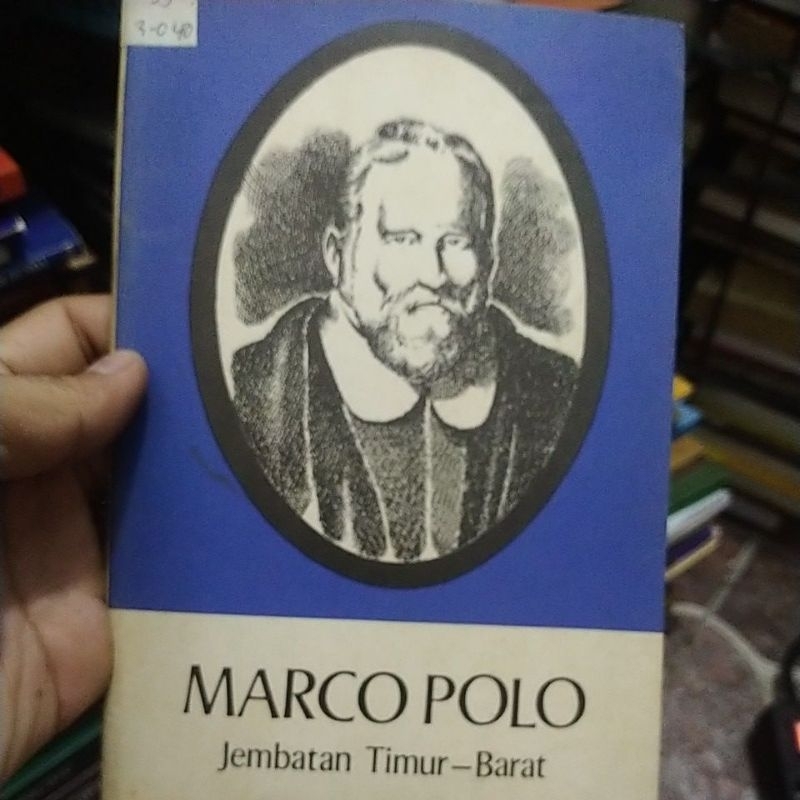 3-040
MARCO POLO
Jembatan Timur–Barat